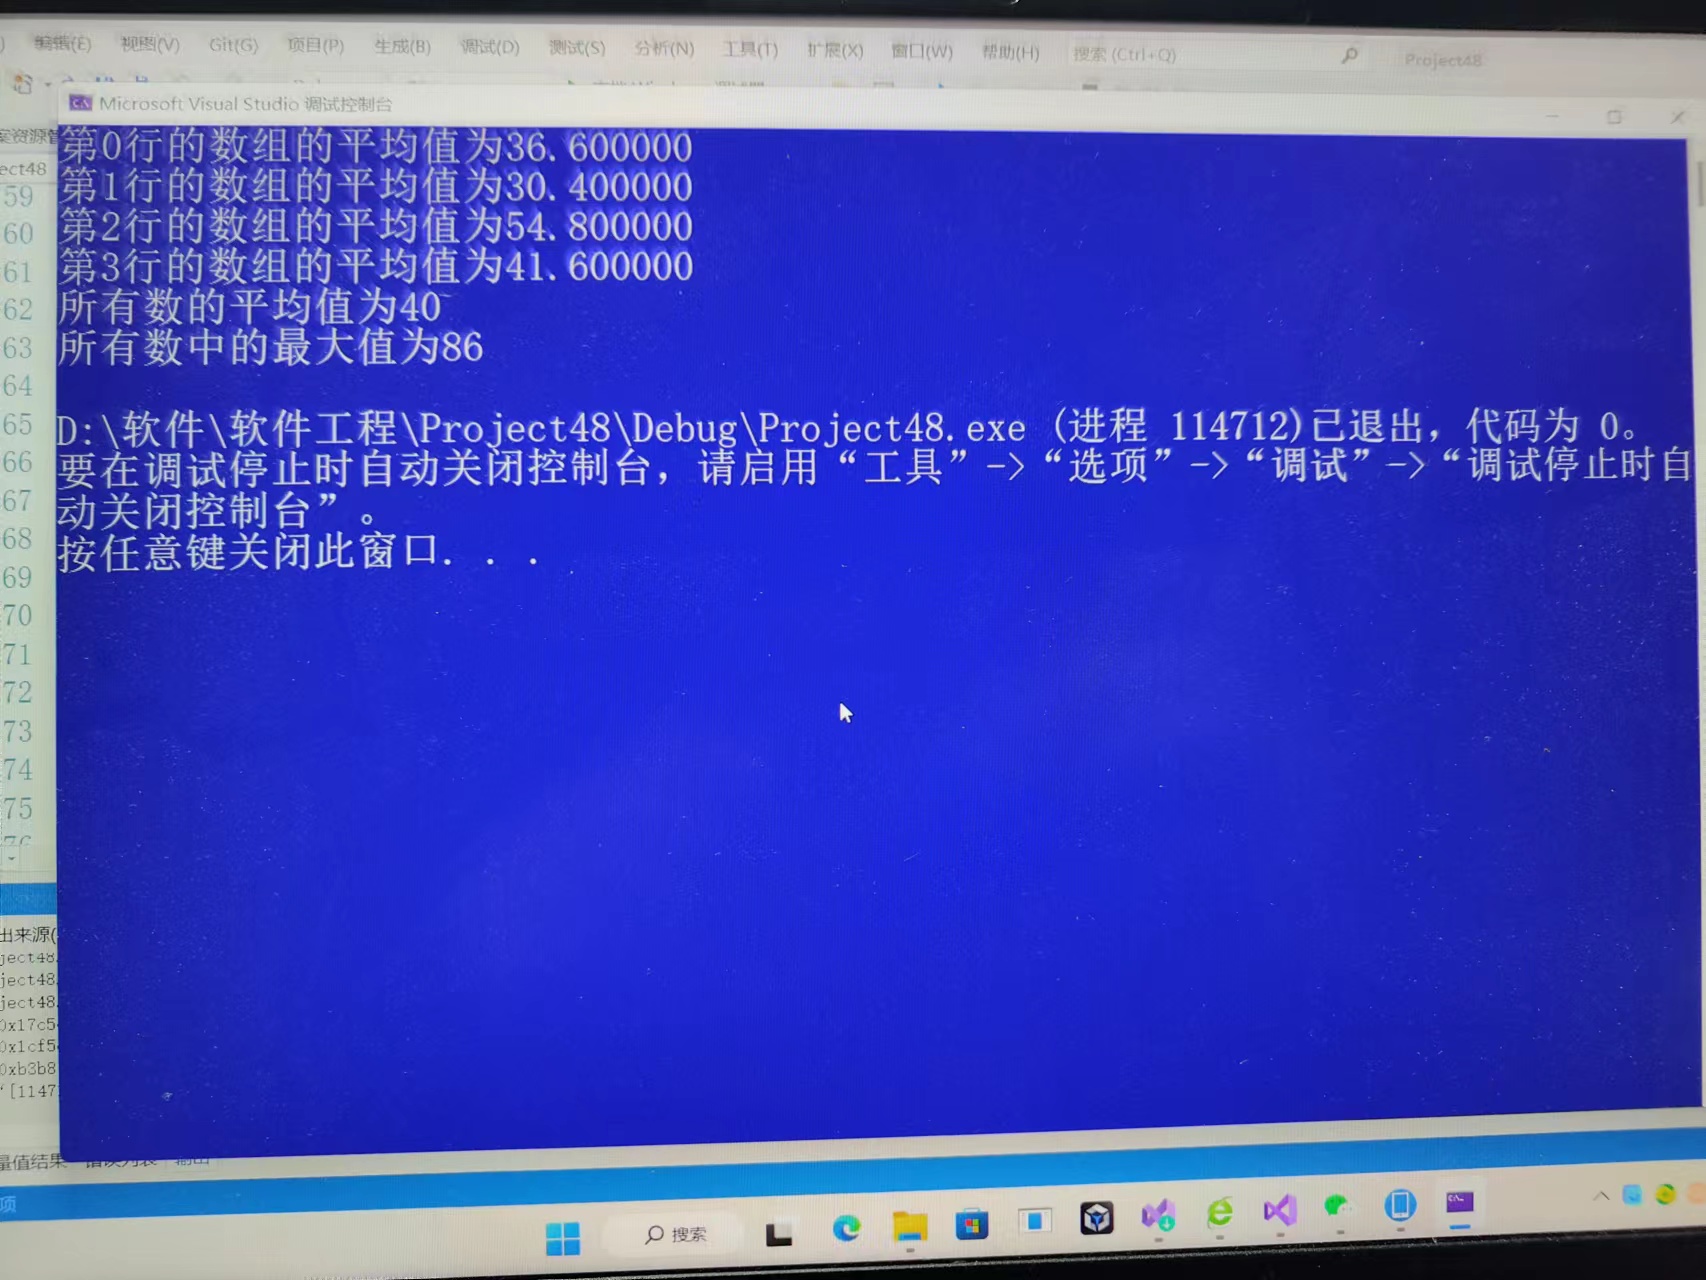 编辑(E) 视图(V) Git(G) 项目(P) 生成(B) 调试(D) 测试(S) 分析(N) 工具(T) 扩展(X) 窗口(W) 帮助(H) 搜索 (Ctrl+Q) Project48
Microsoft Visual Studio 调试控制台
案资源管
ect48
59
60
61
62
63
64
65
66
67
68
69
70
71
72
73
74
75
76
第0行的数组的平均值为36.600000
第1行的数组的平均值为30.400000
第2行的数组的平均值为54.800000
第3行的数组的平均值为41.600000
所有数的平均值为40
所有数中的最大值为86
D:\软件\软件工程\Project48\Debug\Project48.exe (进程 114712)已退出，代码为 0。
要在调试停止时自动关闭控制台，请启用“工具”->“选项”->“调试”->“调试停止时自
动关闭控制台”。
按任意键关闭此窗口. . .
出来源(
ject48.
ject48.
ject48.
0x17c5
0x1cf5
0xb3b8
[1147
量值结果 错误列表 输出
项
搜索